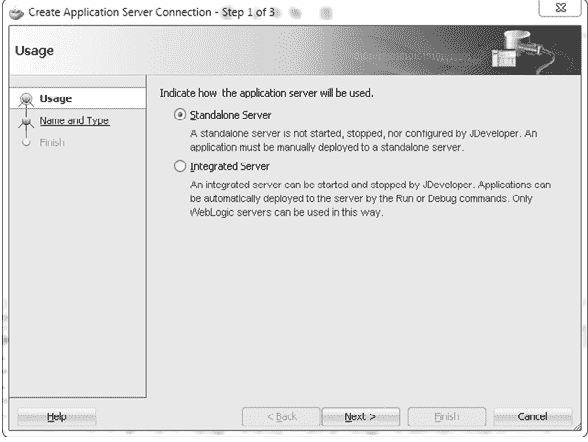 Create Application Server Connection - Step 1 of 3
Usage
Usage
Name and Type
Finish
Indicate how the application server will be used.
Standalone Server
A standalone server is not started, stopped, nor configured by JDeveloper. An
application must be manually deployed to a standalone server.
Integrated Server
An integrated server can be started and stopped by JDeveloper. Applications can
be automatically deployed to the server by the Run or Debug commands. Only
WebLogic servers can be used in this way.
Help
< Back
Next >
Finish
Cancel